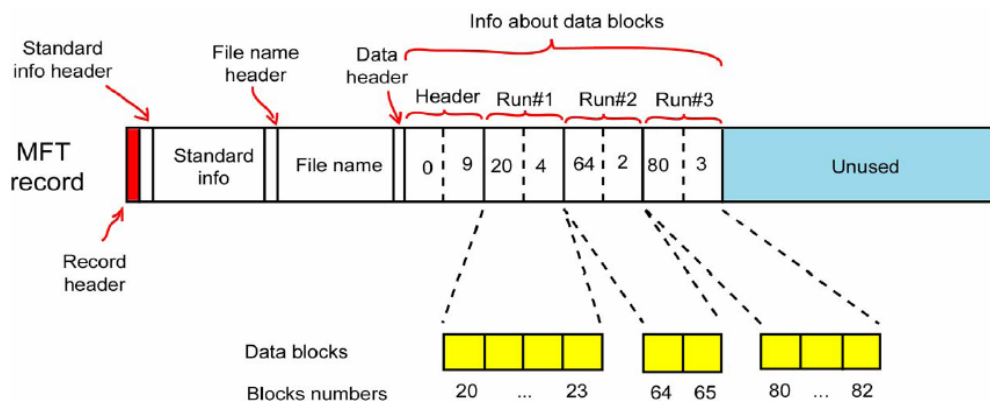 Info about data blocks
Standard
info header
File name
header
Data
header
Header
Run#1
Run#2
Run#3
MFT
record
Standard
info
File name
0 9 20 4 64 2 80 3
Unused
Record
header
Data blocks
Blocks numbers
20 ... 23 64 65 80 ... 82